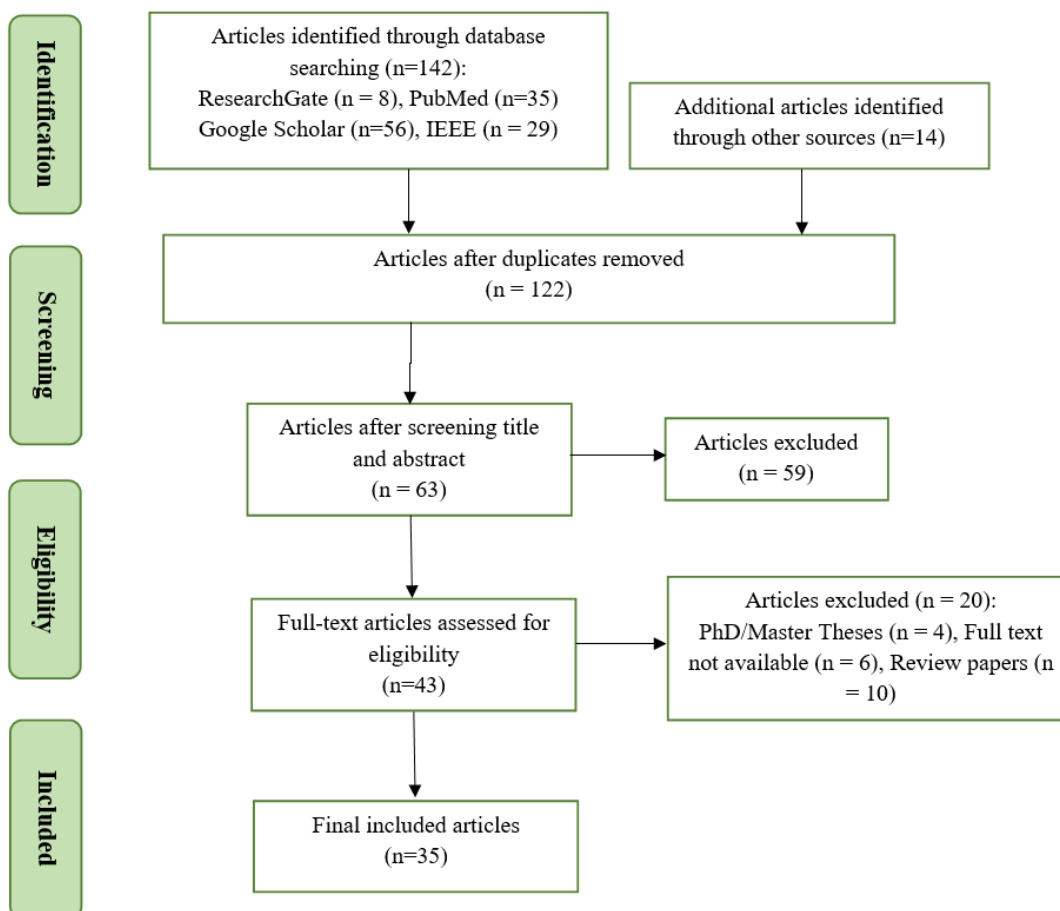 Identification
Articles identified through database
searching (n=142):
ResearchGate (n = 8), PubMed (n=35)
Google Scholar (n=56), IEEE (n = 29)
Additional articles identified
through other sources (n=14)
Screening
Articles after duplicates removed
(n = 122)
Articles after screening title
and abstract
(n = 63)
Articles excluded
(n = 59)
Eligibility
Full-text articles assessed for
eligibility
(n=43)
Articles excluded (n = 20):
PhD/Master Theses (n = 4), Full text
not available (n = 6), Review papers (n
= 10)
Included
Final included articles
(n=35)